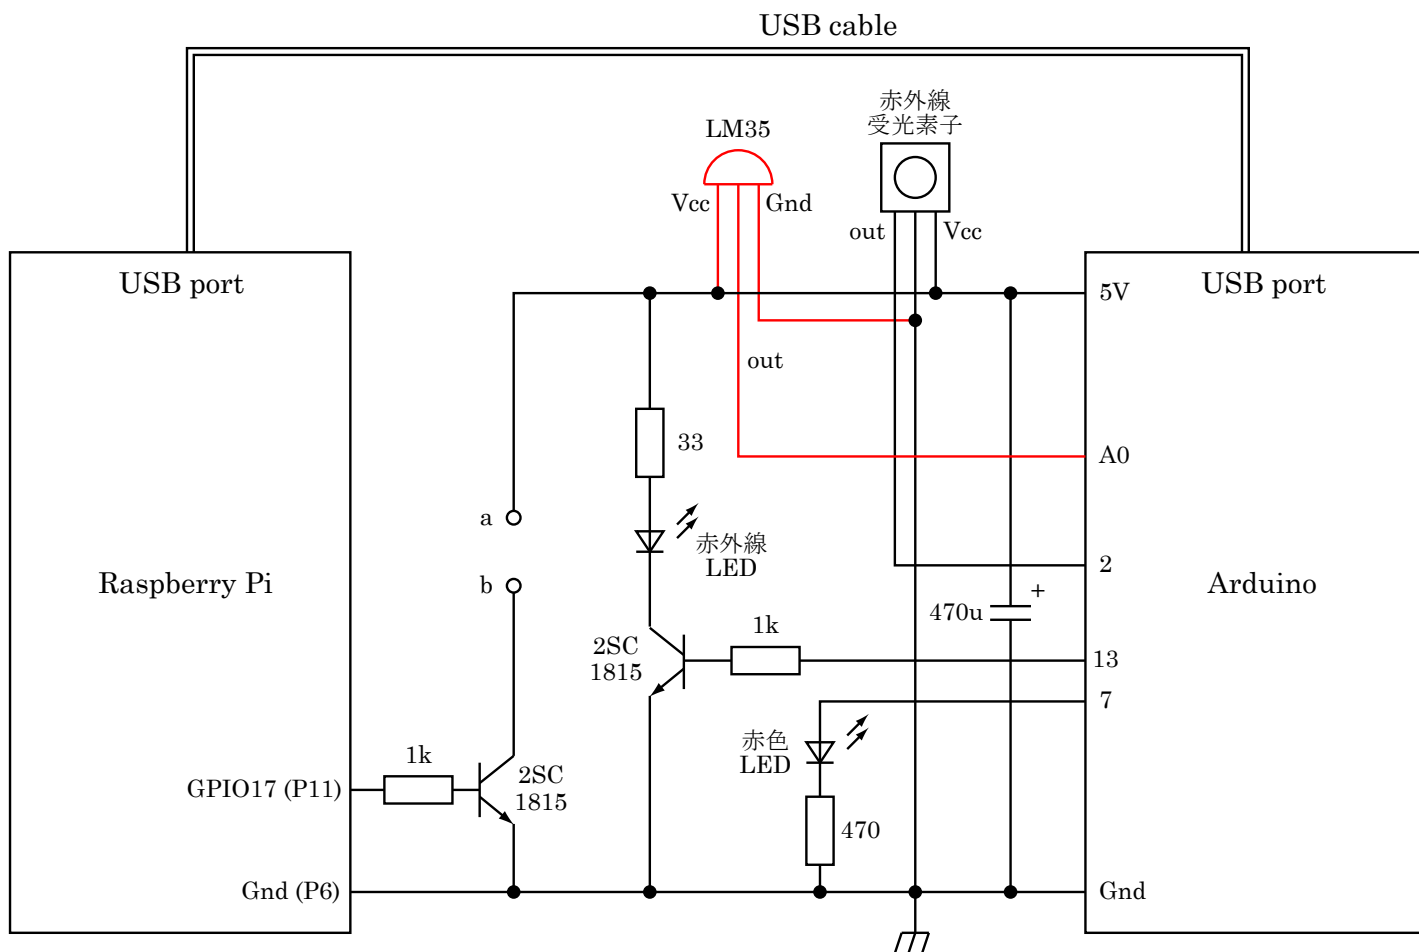 USB cable
赤外線
受光素子
LM35
Vcc
Gnd
out
Vcc
USB port
USB port
5V
out
33
A0
a
赤外線
LED
b
2
Raspberry Pi
Arduino
470u
+
1k
2SC
1815
13
7
赤色
LED
1k
2SC
1815
GPIO17 (P11)
470
Gnd (P6)
Gnd